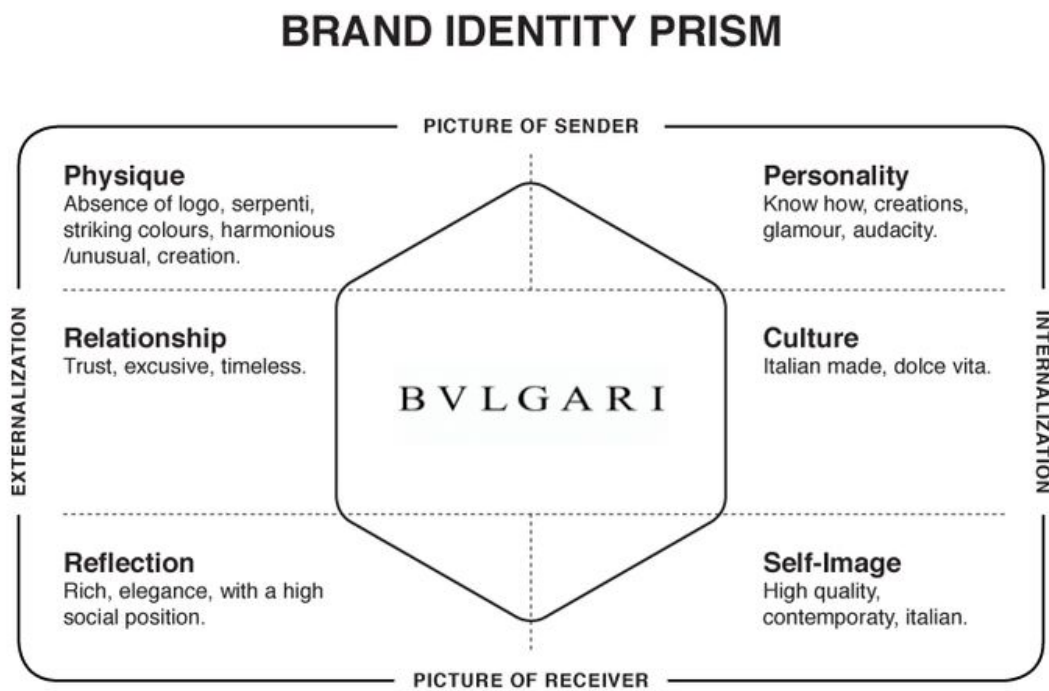 BRAND IDENTITY PRISM
PICTURE OF SENDER
Physique
Absence of logo, serpenti,
striking colours, harmonious
/unusual, creation.
Personality
Know how, creations,
glamour, audacity.
EXTERNALIZATION
Relationship
Trust, excusive, timeless.
BVLGARI
Culture
Italian made, dolce vita.
INTERNALIZATION
Reflection
Rich, elegance, with a high
social position.
Self-Image
High quality,
contemporaty, italian.
PICTURE OF RECEIVER